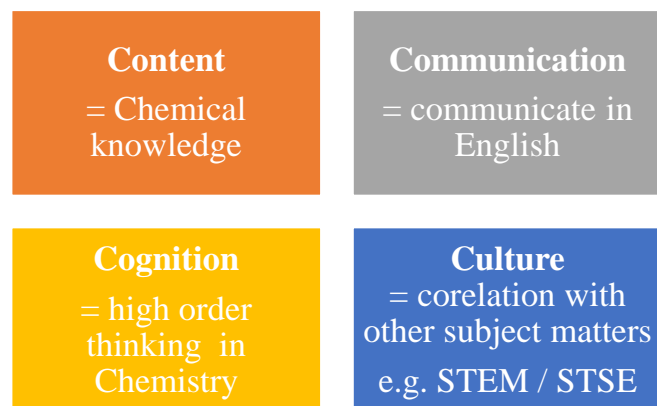 Content
= Chemical
knowledge
Communication
= communicate in
English
Cognition
= high order
thinking in
Chemistry
Culture
= corelation with
other subject matters
e.g. STEM / STSE